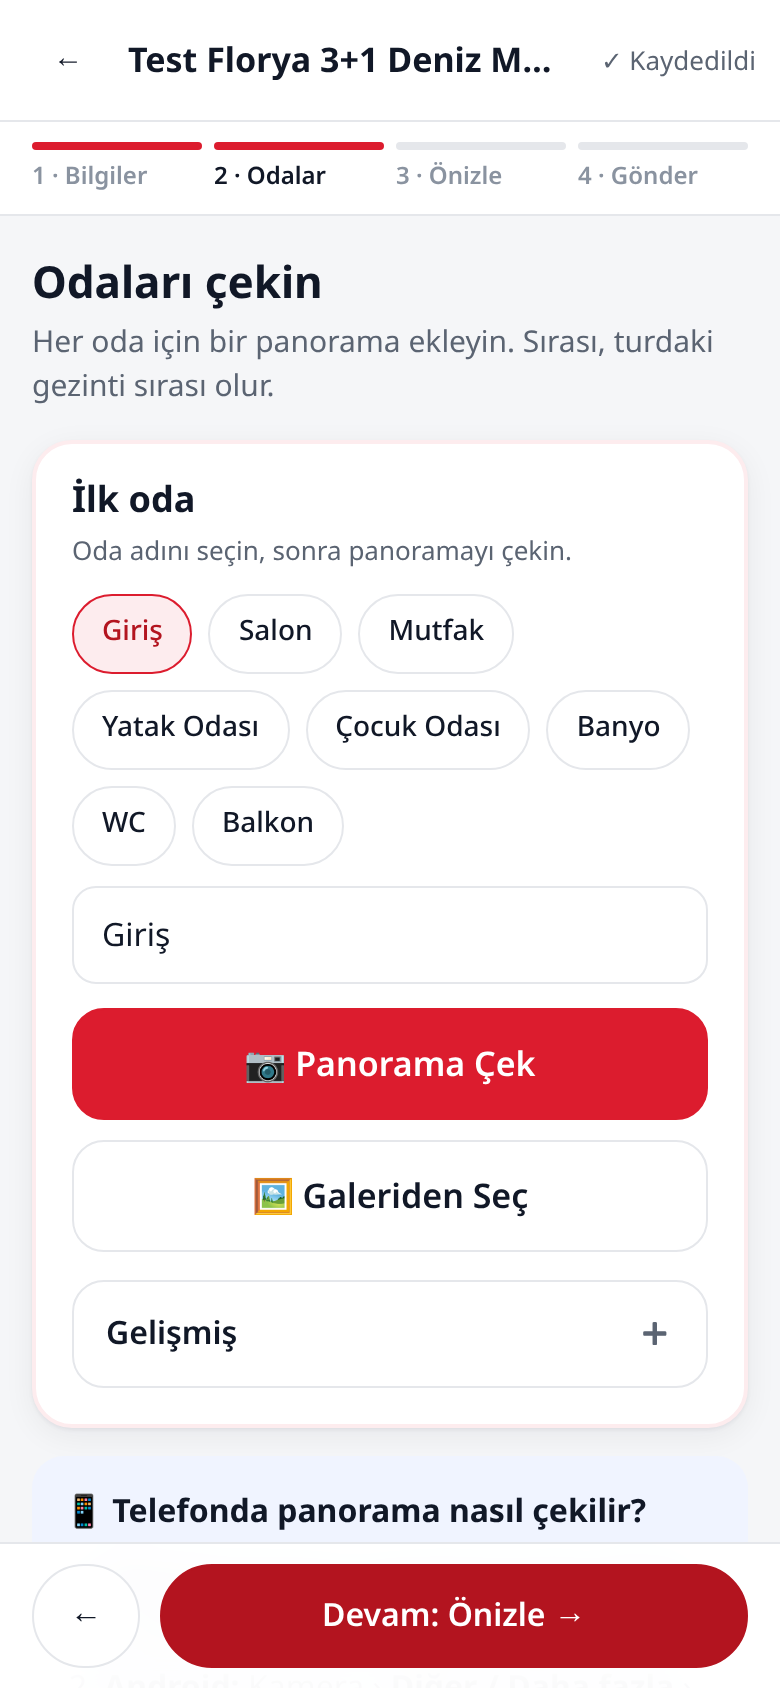 ←
Test Florya 3+1 Deniz M...
✓ Kaydedildi
1 · Bilgiler
2 · Odalar
3 · Önizle
4 · Gönder
Odaları çekin
Her oda için bir panorama ekleyin. Sırası, turdaki
gezinti sırası olur.
İlk oda
Oda adını seçin, sonra panoramayı çekin.
Giriş
Salon
Mutfak
Yatak Odası
Çocuk Odası
Banyo
WC
Balkon
Giriş
📷 Panorama Çek
🖼️ Galeriden Seç
Gelişmiş +
📱 Telefonda panorama nasıl çekilir?
←
Devam: Önizle →